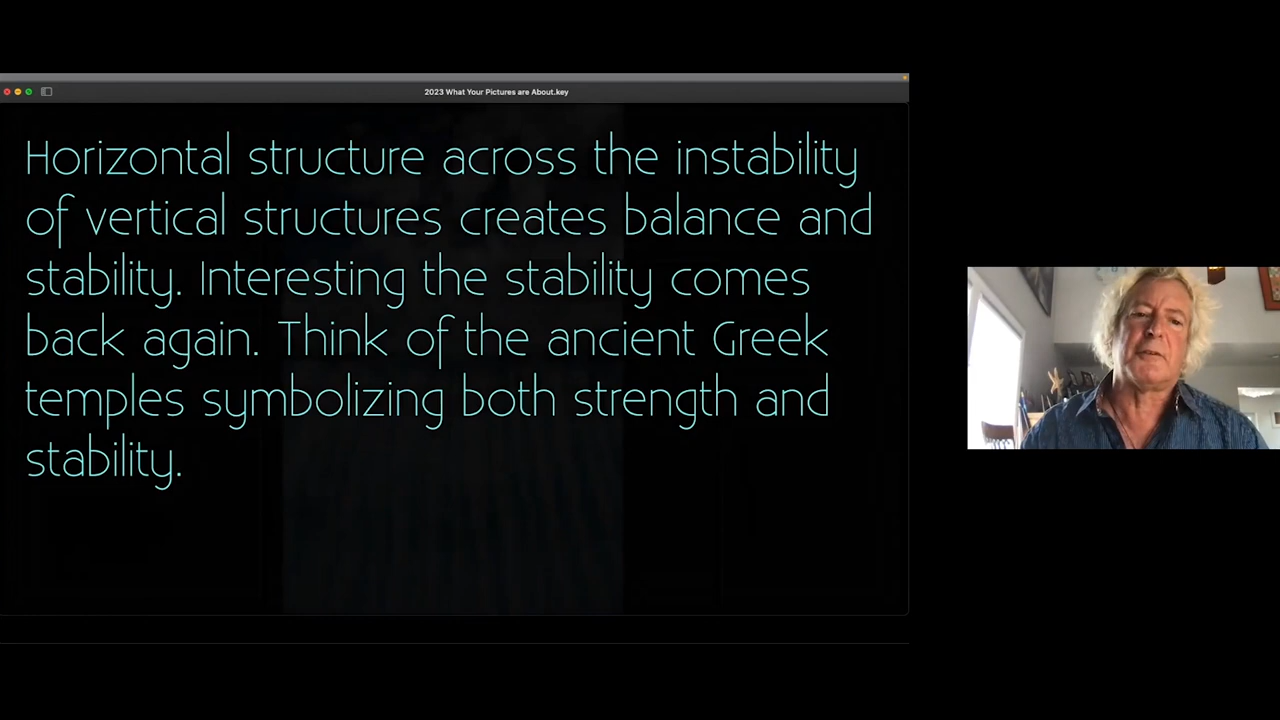 2023 What Your Pictures are About.key
Horizontal structure across the instability
of vertical structures creates balance and
stability. Interesting the stability comes
back again. Think of the ancient Greek
temples symbolizing both strength and
stability.